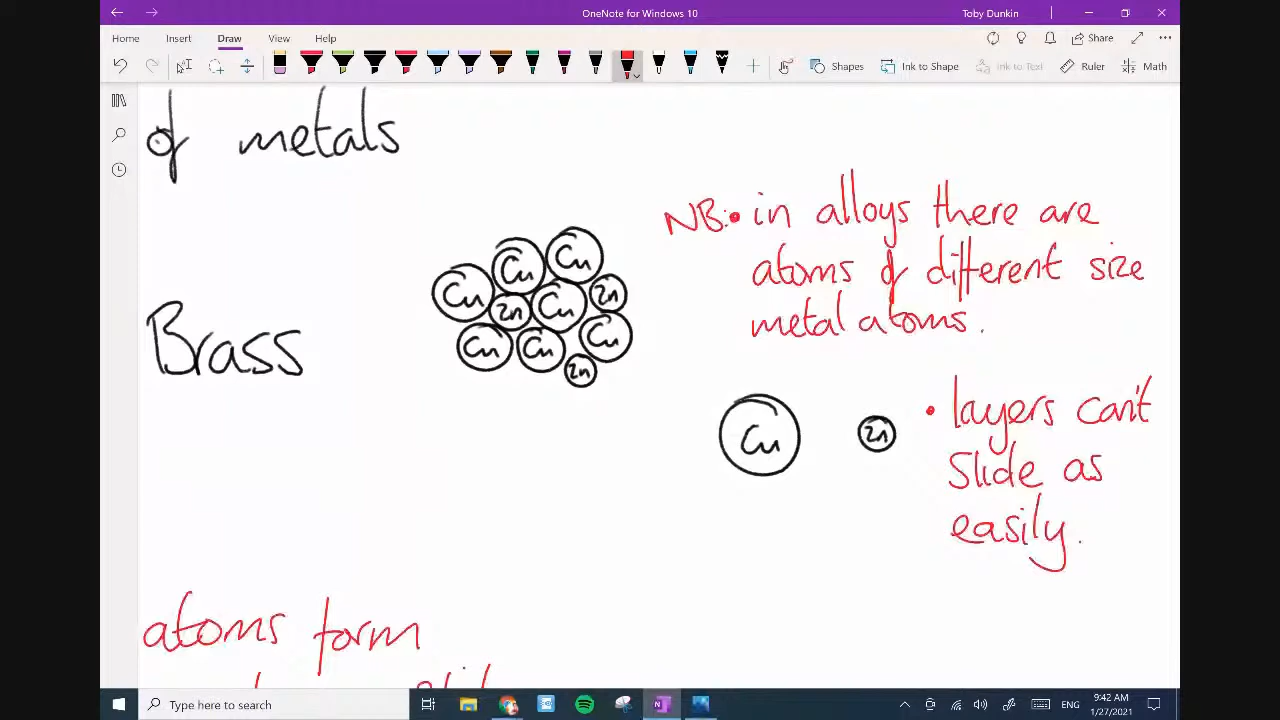 OneNote for Windows 10
Toby Dunkin
Home Insert Draw View Help
Share
Shapes Ink to Shape Ink to Text Ruler Math
of metals
NB: • in alloys there are
atoms of different size
metal atoms.
Cu Cu
Cu Zn Cu Zn
Cu Cu Cu
Zn
Brass
Cu Zn
• layers can't
slide as
easily.
atoms form
Type here to search
9:42 AM
1/27/2021